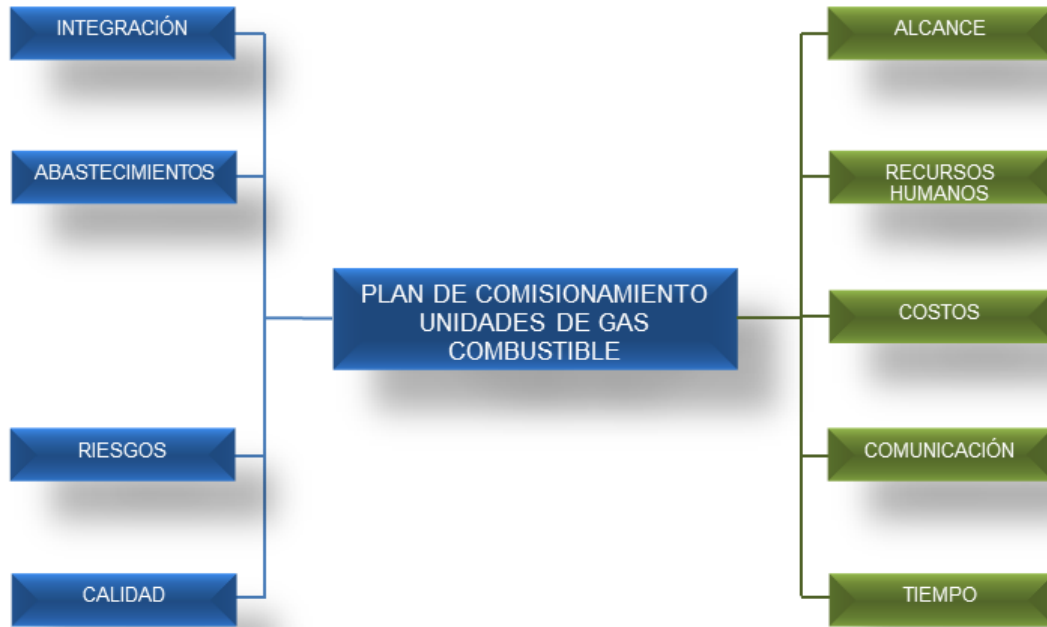 INTEGRACIÓN
ABASTECIMIENTOS
RIESGOS
CALIDAD
PLAN DE COMISIONAMIENTO
UNIDADES DE GAS
COMBUSTIBLE
ALCANCE
RECURSOS
HUMANOS
COSTOS
COMUNICACIÓN
TIEMPO